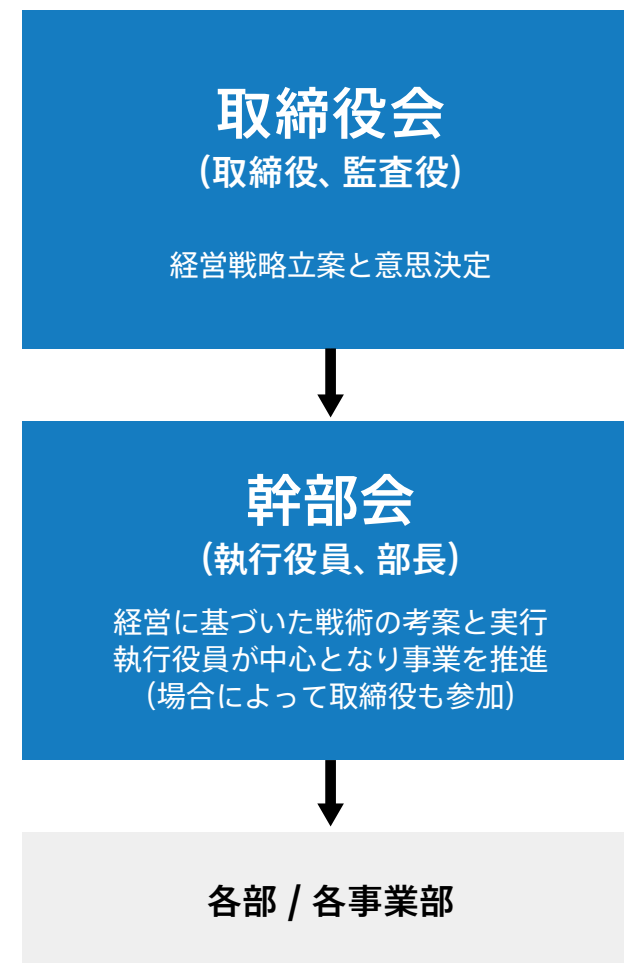 取締役会
(取締役、監査役)
経営戦略立案と意思決定
幹部会
(執行役員、部長)
経営に基づいた戦術の考案と実行
執行役員が中心となり事業を推進
(場合によって取締役も参加)
各部 / 各事業部